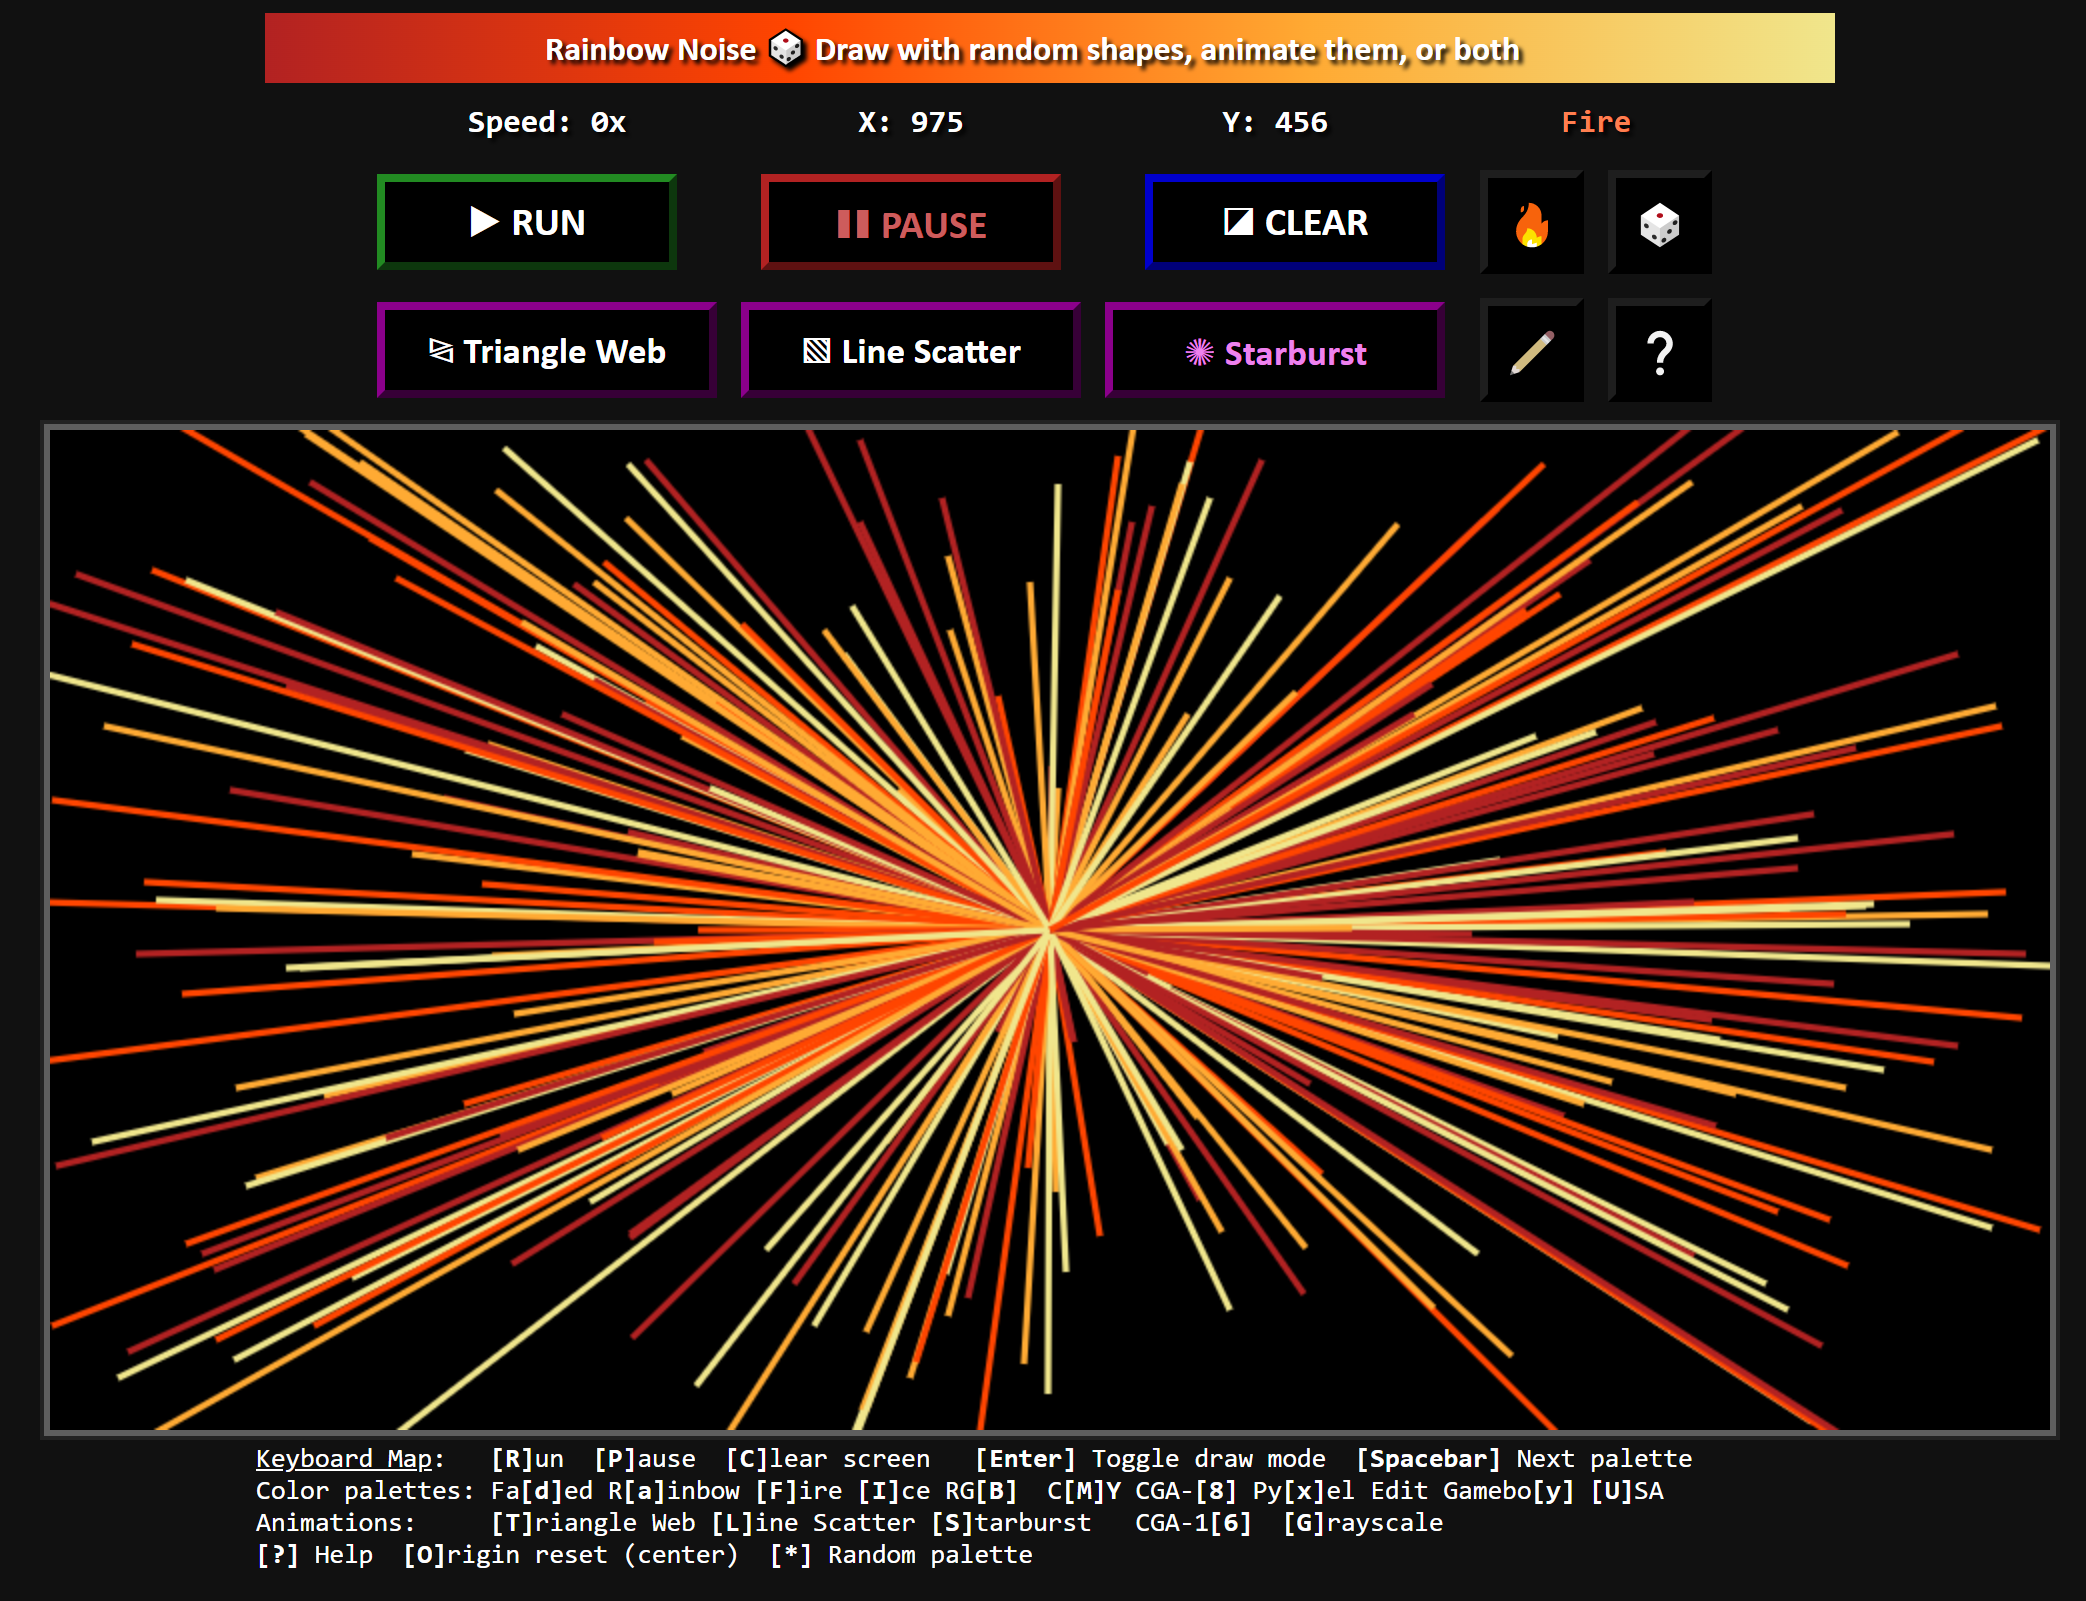 Rainbow Noise 🎲 Draw with random shapes, animate them, or both
Speed: 0x X: 975 Y: 456 Fire
▶ RUN ❚❚ PAUSE ◪ CLEAR
Triangle Web ▧ Line Scatter ✺ Starburst ?
Keyboard Map: [R]un [P]ause [C]lear screen [Enter] Toggle draw mode [Spacebar] Next palette
Color palettes: Fa[d]ed R[a]inbow [F]ire [I]ce RG[B] C[M]Y CGA-[8] Py[x]el Edit Gamebo[y] [U]SA
Animations: [T]riangle Web [L]ine Scatter [S]tarburst CGA-1[6] [G]rayscale
[?] Help [O]rigin reset (center) [*] Random palette